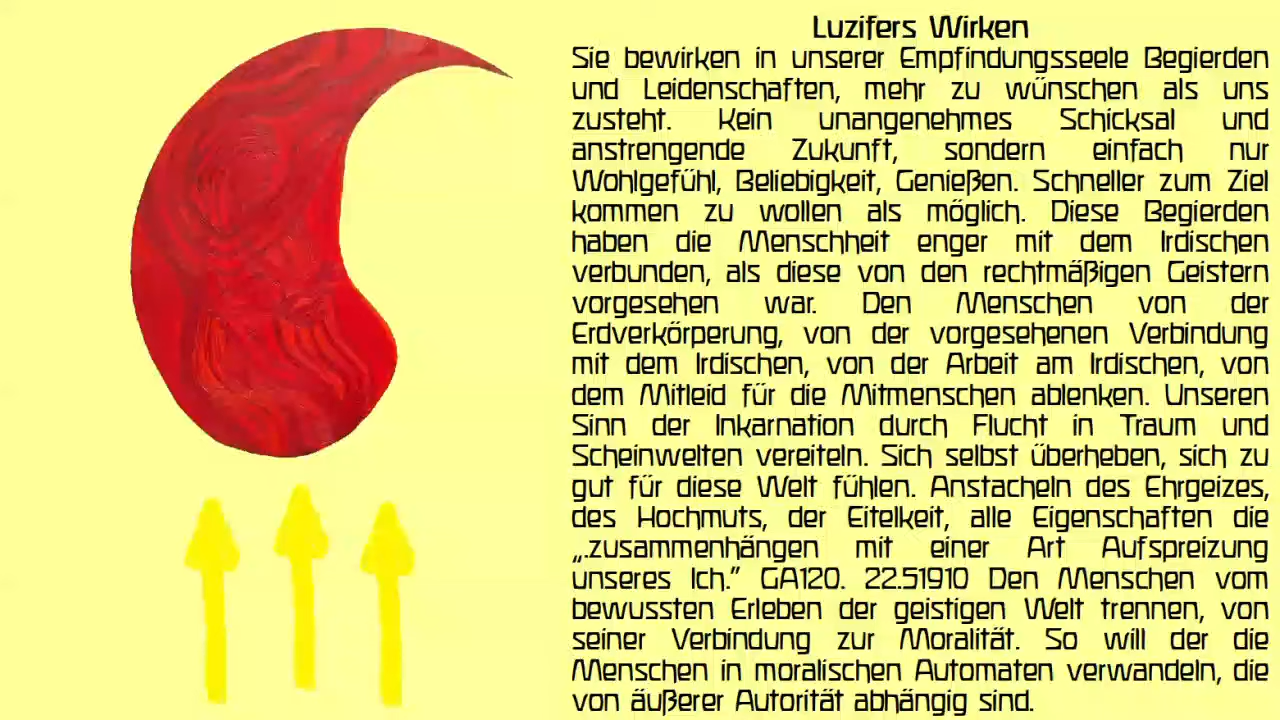 Luzifers Wirken
Sie bewirken in unserer Empfindungsseele Begierden
und Leidenschaften, mehr zu wünschen als uns
zusteht. Kein unangenehmes Schicksal und
anstrengende Zukunft, sondern einfach nur
Wohlgefühl, Beliebigkeit, Genießen. Schneller zum Ziel
kommen zu wollen als möglich. Diese Begierden
haben die Menschheit enger mit dem Irdischen
verbunden, als diese von den rechtmäßigen Geistern
vorgesehen war. Den Menschen von der
Erdverkörperung, von der vorgesehenen Verbindung
mit dem Irdischen, von der Arbeit am Irdischen, von
dem Mitleid für die Mitmenschen ablenken. Unseren
Sinn der Inkarnation durch Flucht in Traum und
Scheinwelten vereiteln. Sich selbst überheben, sich zu
gut für diese Welt fühlen. Anstacheln des Ehrgeizes,
des Hochmuts, der Eitelkeit, alle Eigenschaften die
„.zusammenhängen mit einer Art Aufspreizung
unseres Ich.” GA120. 22.51910 Den Menschen vom
bewussten Erleben der geistigen Welt trennen, von
seiner Verbindung zur Moralität. So will der die
Menschen in moralischen Automaten verwandeln, die
von äußerer Autorität abhängig sind.